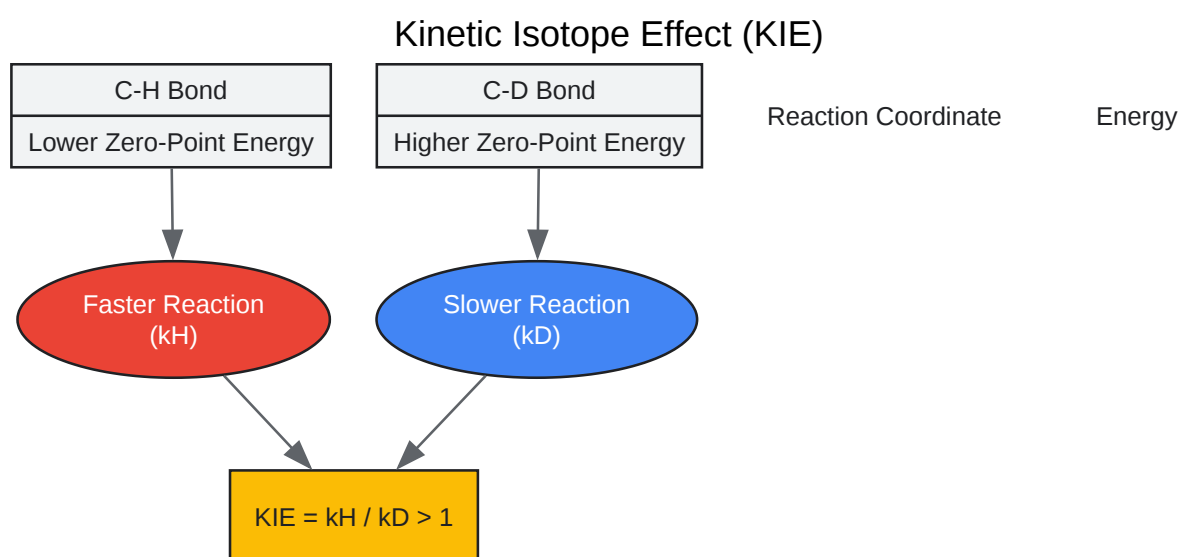 Kinetic Isotope Effect (KIE)
C-H Bond
Lower Zero-Point Energy
C-D Bond
Higher Zero-Point Energy
Reaction Coordinate
Energy
Faster Reaction
(kH)
Slower Reaction
(kD)
KIE = kH / kD > 1